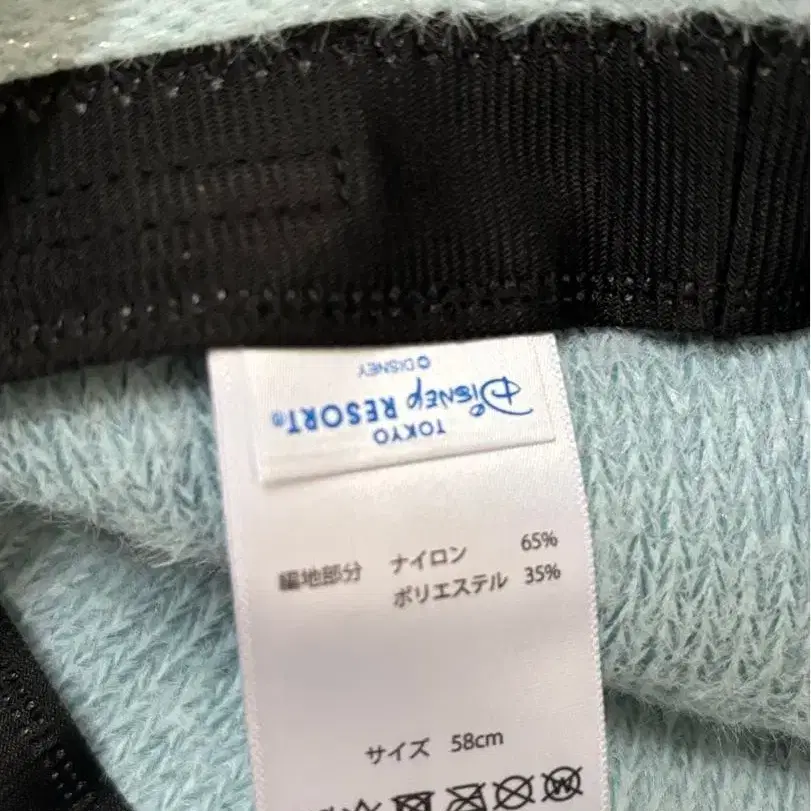 TOKYO
Disney RESORT®
© DISNEY
編地部分 ナイロン 65%
ポリエステル 35%
サイズ 58cm